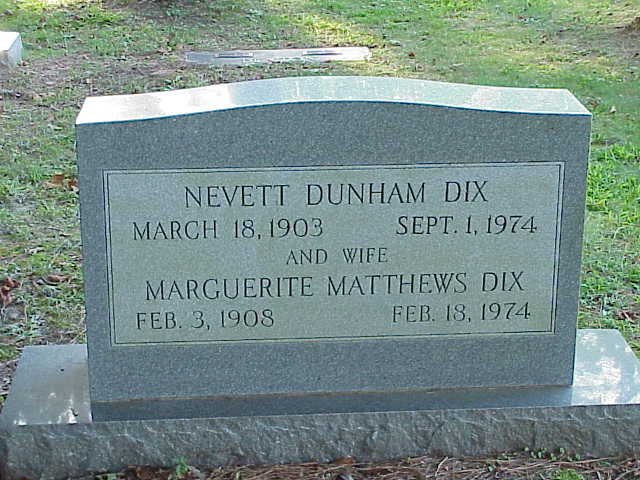 NEVETT DUNHAM DIX
MARCH 18, 1903 SEPT. 1, 1974
AND WIFE
MARGUERITE MATTHEWS DIX
FEB. 3, 1908 FEB. 18, 1974